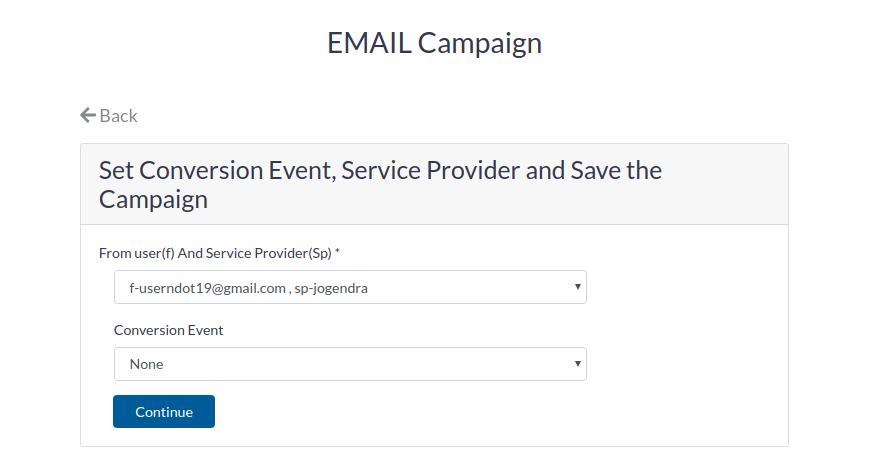 EMAIL Campaign
Back
Set Conversion Event, Service Provider and Save the
Campaign
From user(f) And Service Provider(Sp) *
f-userndot19@gmail.com , sp-jogendra
Conversion Event
None
Continue